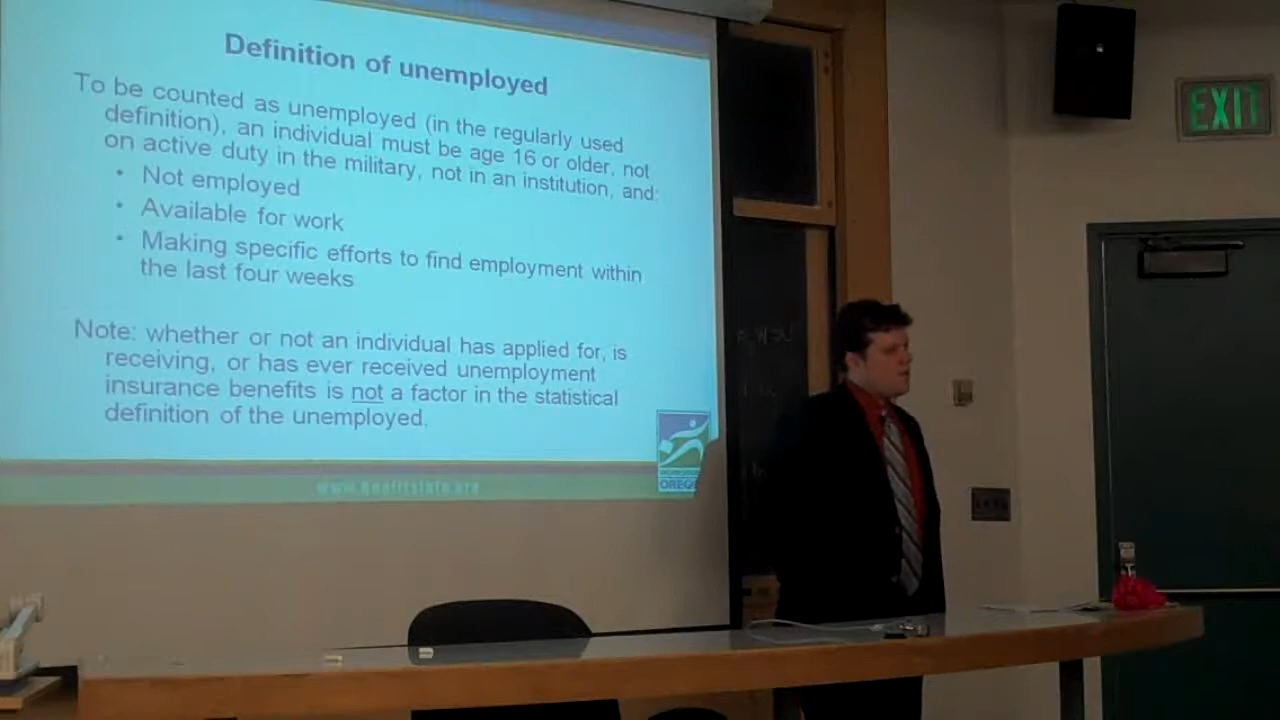 Definition of unemployed
To be counted as unemployed (in the regularly used
definition), an individual must be age 16 or older, not
on active duty in the military, not in an institution, and:
• Not employed
• Available for work
• Making specific efforts to find employment within
the last four weeks
Note: whether or not an individual has applied for, is
receiving, or has ever received unemployment
insurance benefits is not a factor in the statistical
definition of the unemployed.
EXIT